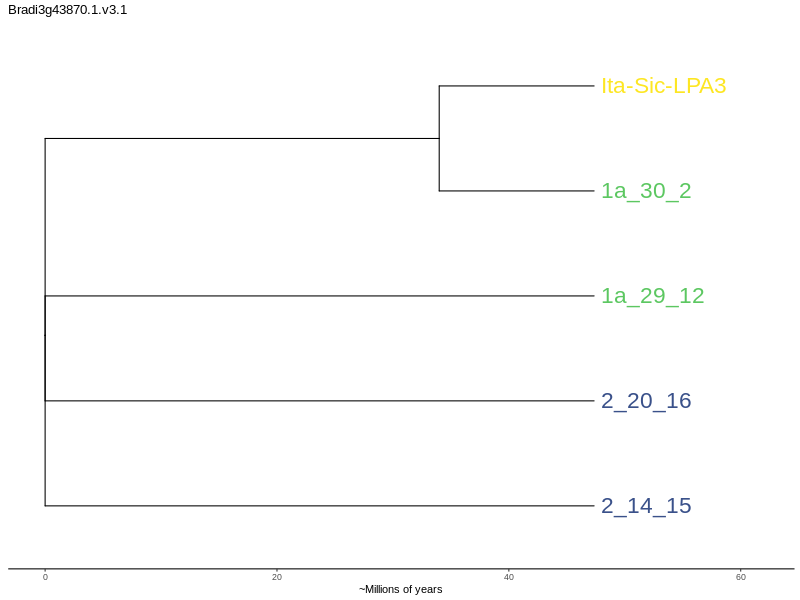 Bradi3g43870.1.v3.1
Ita-Sic-LPA3
1a_30_2
1a_29_12
2_20_16
2_14_15
0 20 40 60
~Millions of years